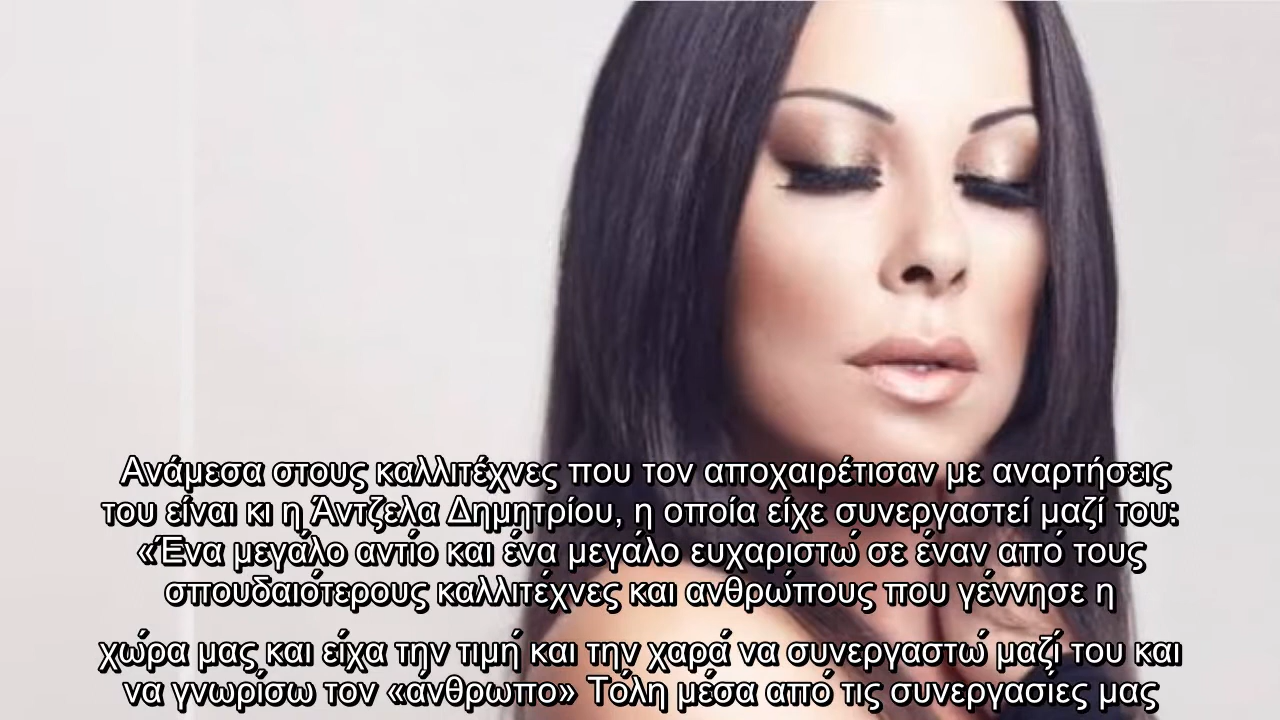 Ανάμεσα στους καλλιτέχνες που τον αποχαιρέτισαν με αναρτήσεις
του είναι κι η Άντζελα Δημητρίου, η οποία είχε συνεργαστεί μαζί του:
«Ένα μεγάλο αντίο και ένα μεγάλο ευχαριστώ σε έναν από τους
σπουδαιότερους καλλιτέχνες και ανθρώπους που γέννησε η
χώρα μας και είχα την τιμή και την χαρά να συνεργαστώ μαζί του και
να γνωρίσω τον «άνθρωπο» Τόλη μέσα από τις συνεργασίες μας